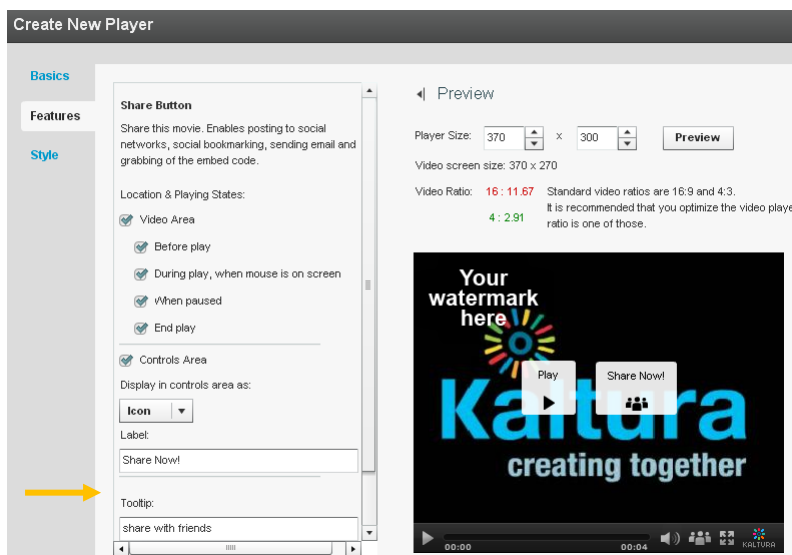 Create New Player
Basics
Features
Style
Share Button
Share this movie. Enables posting to social
networks, social bookmarking, sending email and
grabbing of the embed code.
Location & Playing States:
Video Area
Before play
During play, when mouse is on screen
When paused
End play
Controls Area
Display in controls area as:
Icon
Label:
Share Now!
Tooltip:
share with friends
Preview
Player Size: 370 x 300 Preview
Video screen size: 370 x 270
Video Ratio: 16 : 11.67 Standard video ratios are 16:9 and 4:3.
It is recommended that you optimize the video playe
4 : 2.91 ratio is one of those.
Your
watermark
here
Play Share Now!
Kaltura
creating together
00:00 00:04 KALTURA